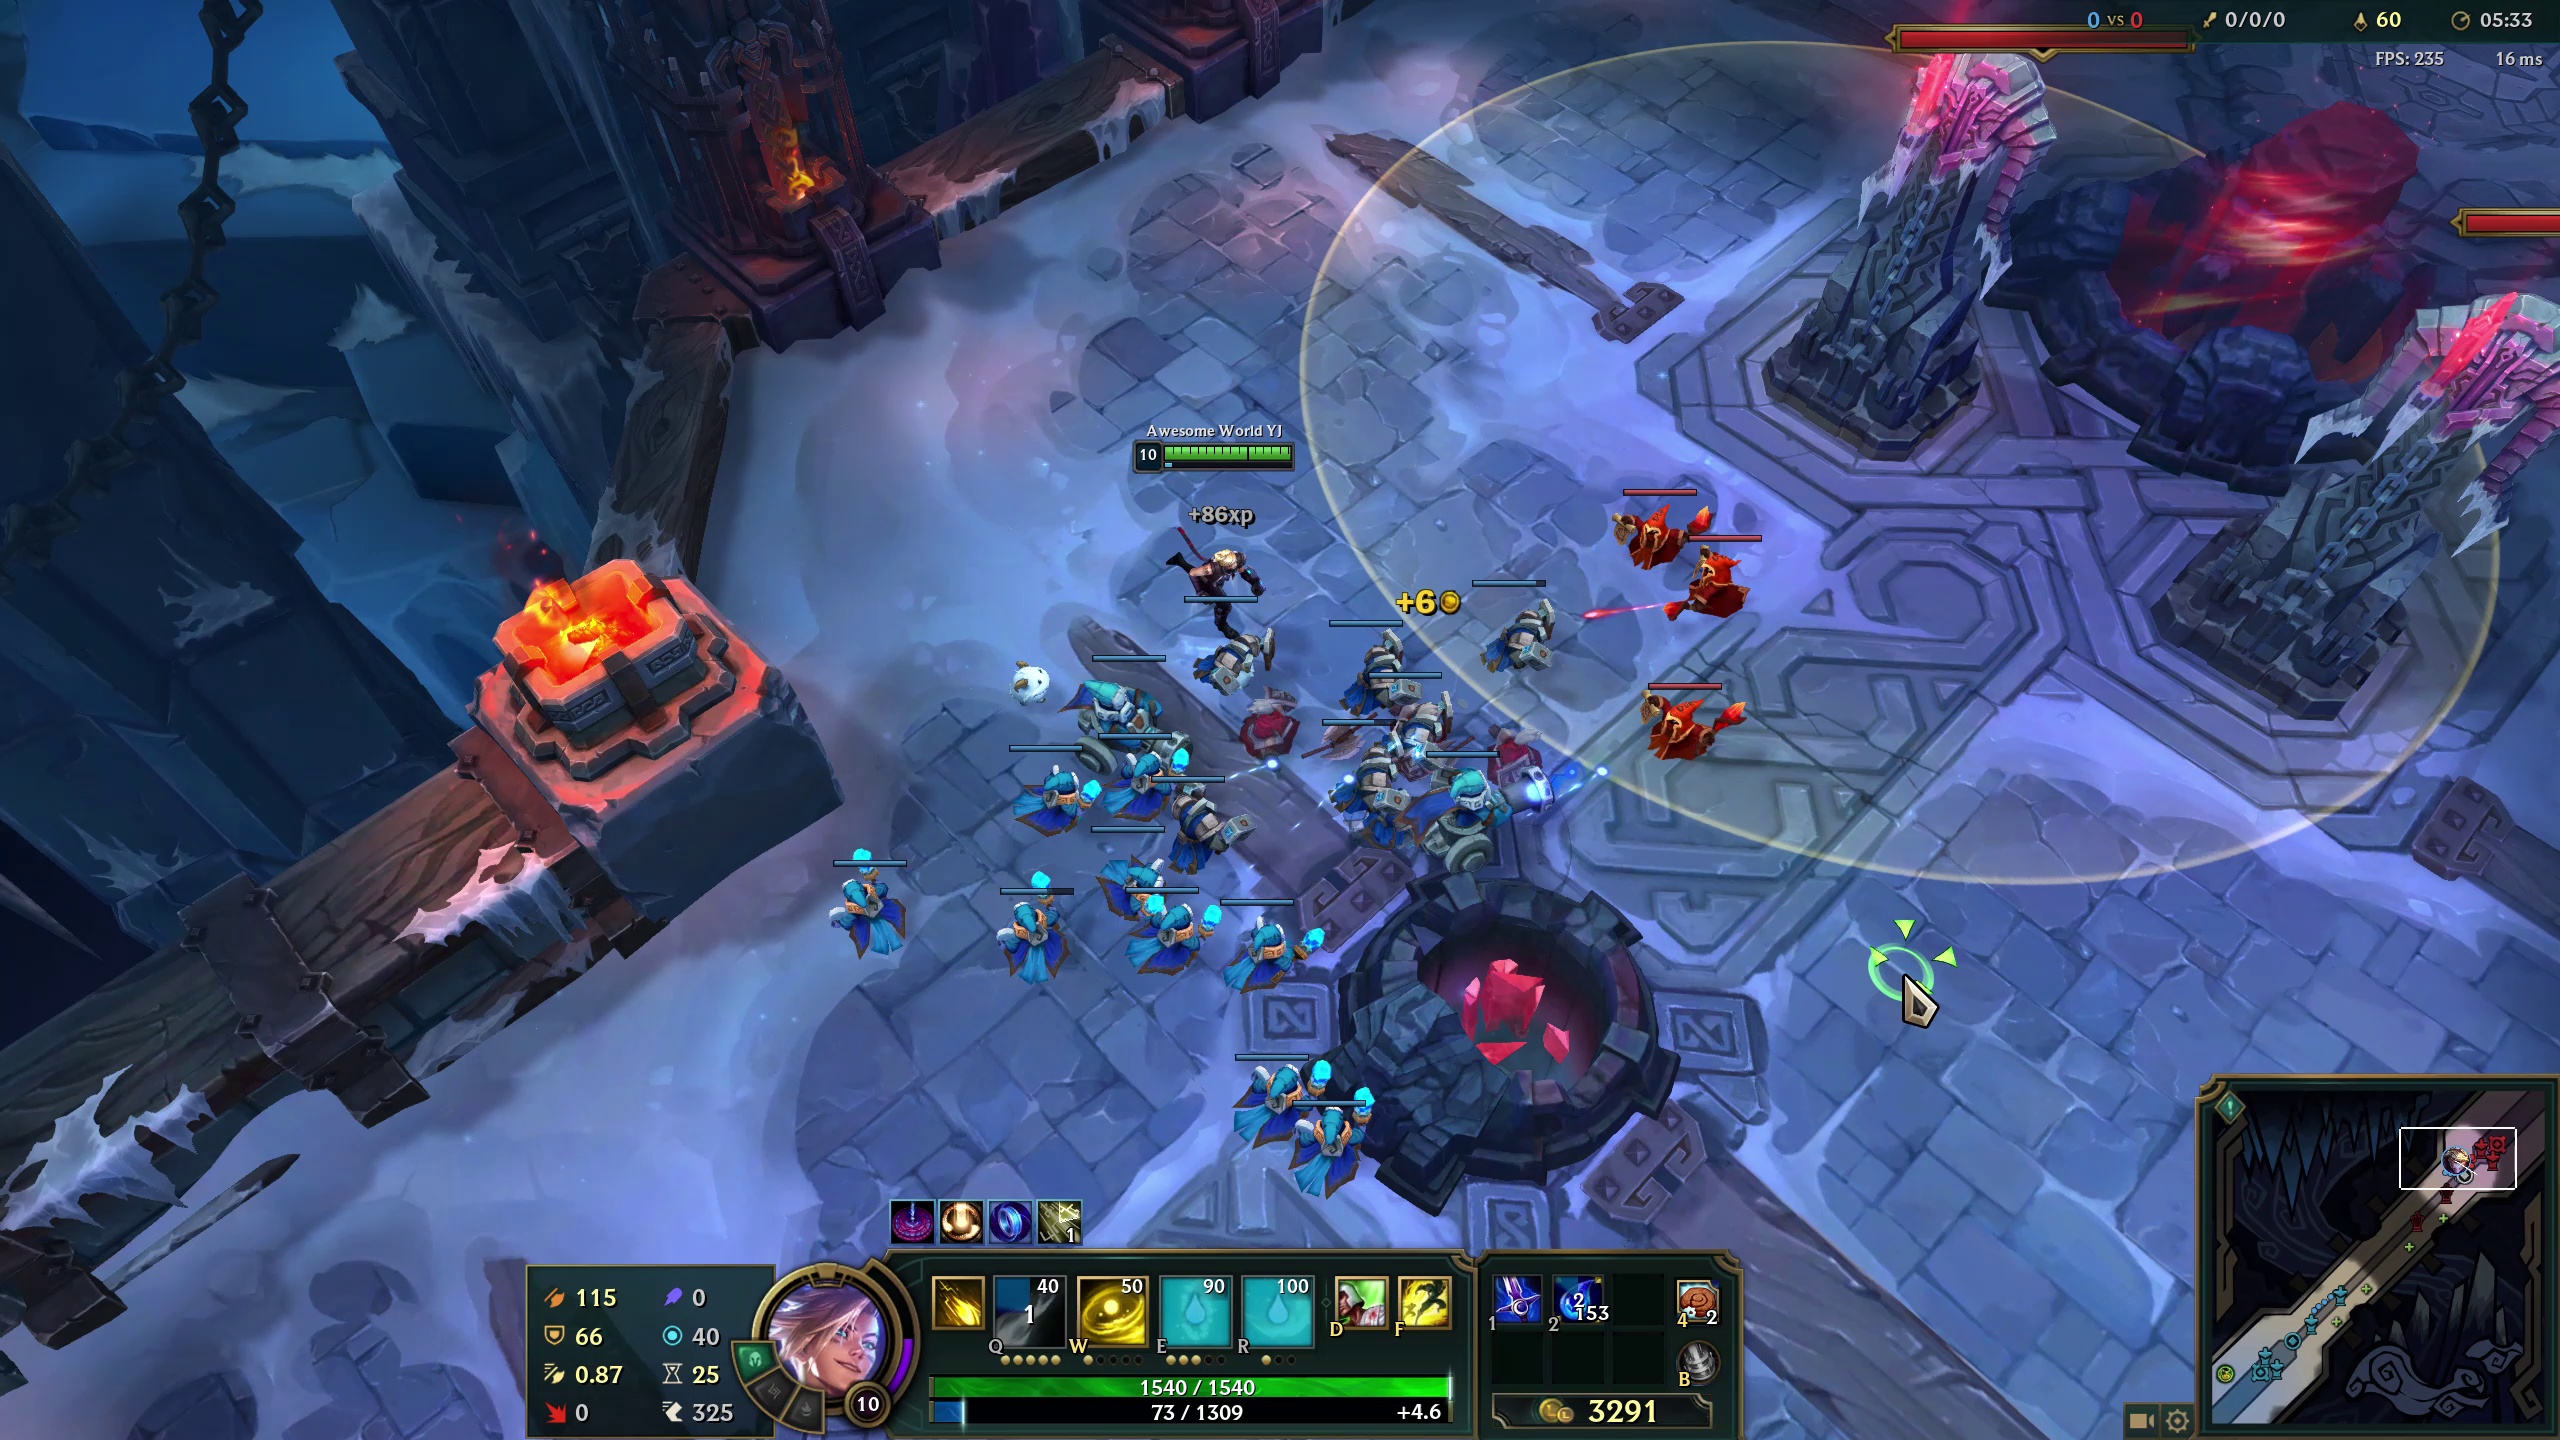 0 vs 0 0/0/0 60 05:33
FPS: 235 16 ms
Awesome World YJ
10
+86xp
+6
1
115 0
66 40
0.87 25
0 325
10
40 50 90 100
1
Q W E R D F
1540 / 1540
73 / 1309 +4.6
1 2 2 153 4 2
B
3291